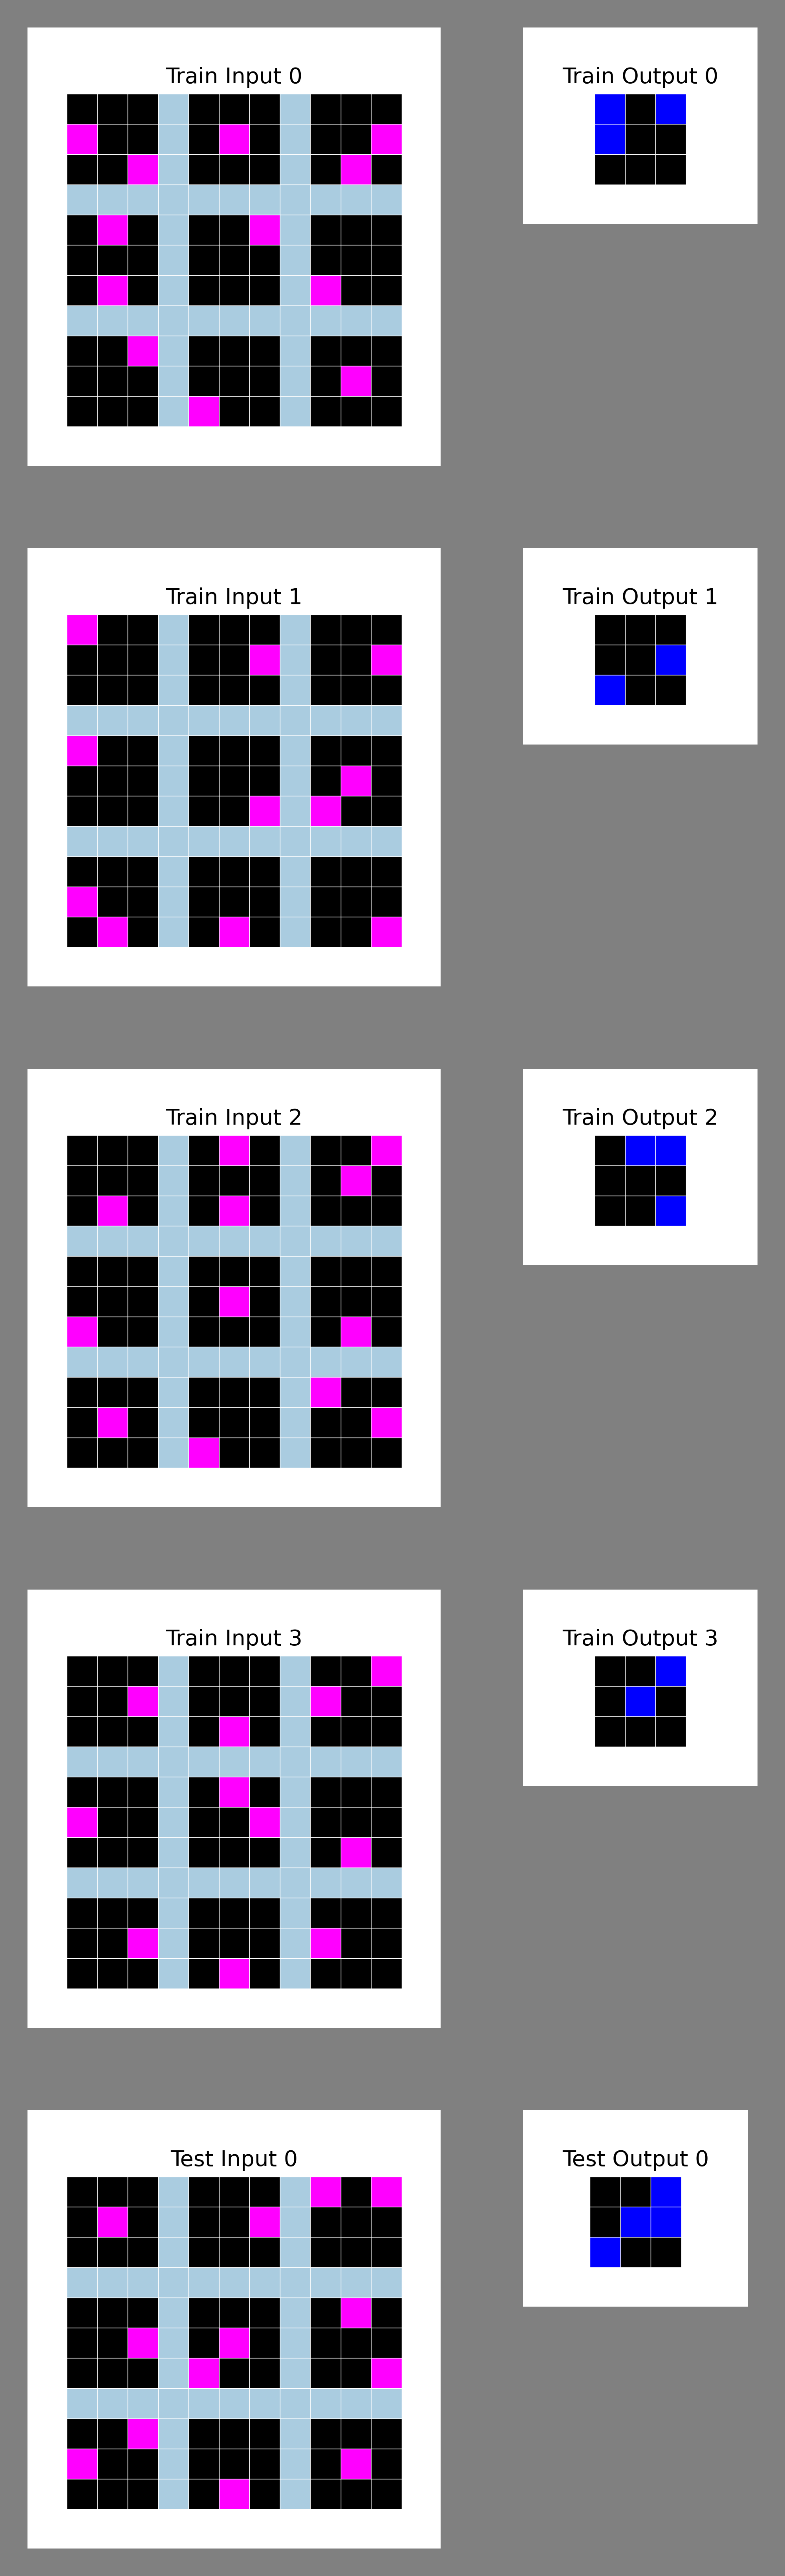 Train Input 0
Train Output 0
Train Input 1
Train Output 1
Train Input 2
Train Output 2
Train Input 3
Train Output 3
Test Input 0
Test Output 0